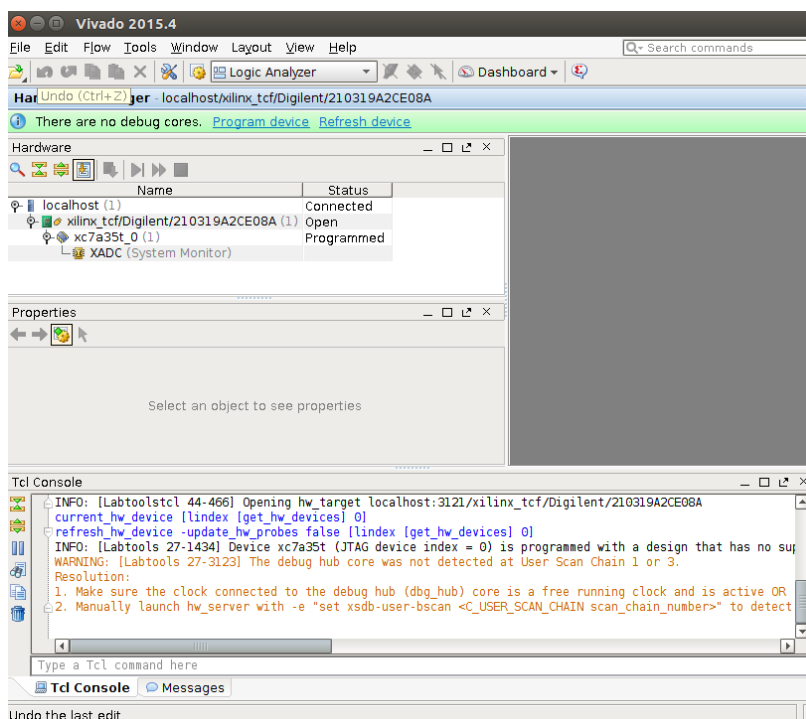 Vivado 2015.4
File Edit Flow Tools Window Layout View Help
Search commands
Logic Analyzer
Dashboard
Har Undo (Ctrl+Z) ger - localhost/xilinx_tcf/Digilent/210319A2CE08A
There are no debug cores. Program device Refresh device
Hardware
Name Status
localhost (1) Connected
xilinx_tcf/Digilent/210319A2CE08A (1) Open
xc7a35t_0 (1) Programmed
XADC (System Monitor)
Properties
Select an object to see properties
Tcl Console
INFO: [Labtoolstcl 44-466] Opening hw_target localhost:3121/xilinx_tcf/Digilent/210319A2CE08A
current_hw_device [lindex [get_hw_devices] 0]
refresh_hw_device -update_hw_probes false [lindex [get_hw_devices] 0]
INFO: [Labtools 27-1434] Device xc7a35t (JTAG device index = 0) is programmed with a design that has no sup
WARNING: [Labtools 27-3123] The debug hub core was not detected at User Scan Chain 1 or 3.
Resolution:
1. Make sure the clock connected to the debug hub (dbg_hub) core is a free running clock and is active OR
2. Manually launch hw_server with -e "set xsdb-user-bscan <C_USER_SCAN_CHAIN scan_chain_number>" to detect
Type a Tcl command here
Tcl Console Messages
Undo the last edit